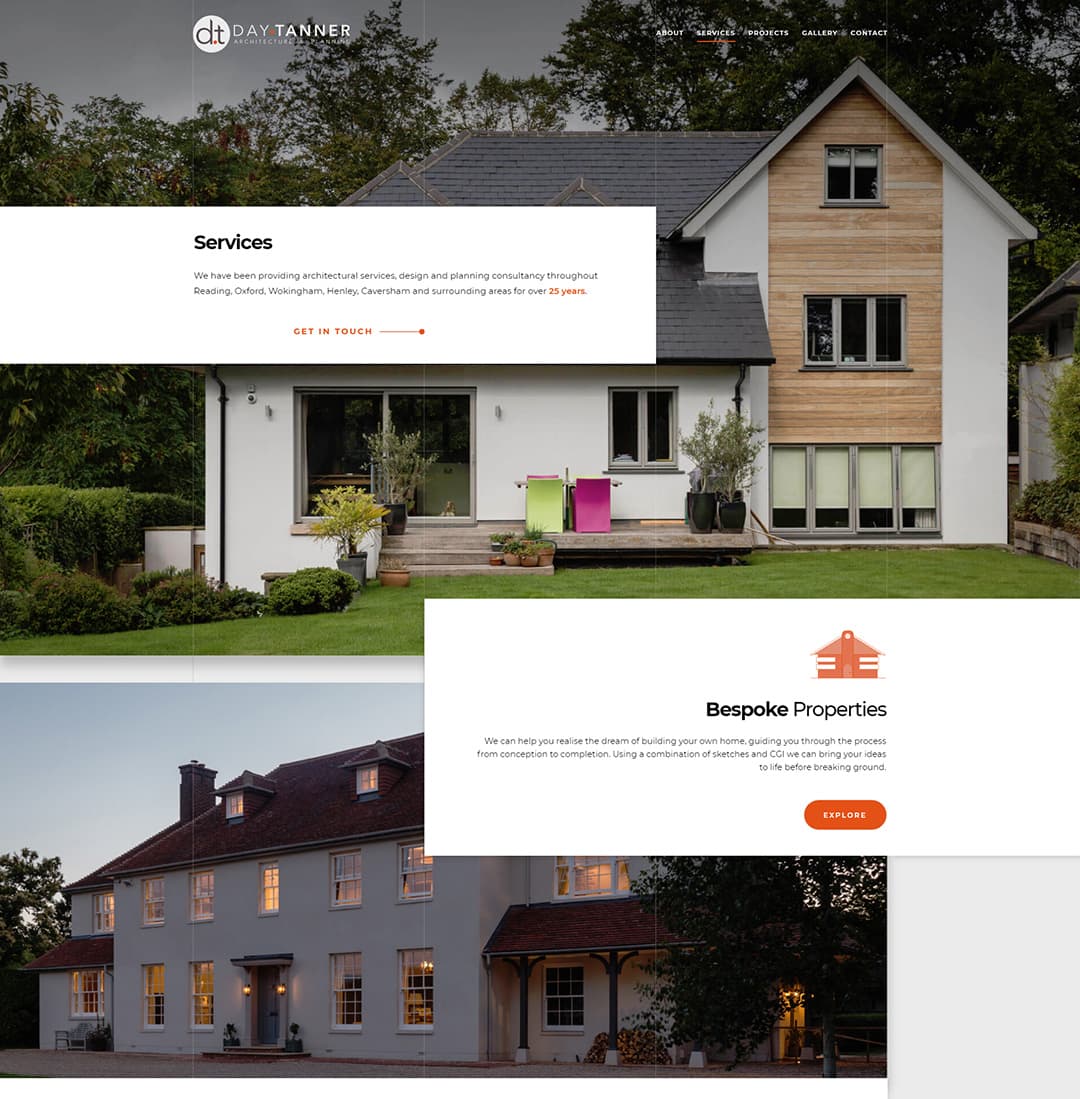 d.t DAY TANNER
ARCHITECTURE & PLANNING
ABOUT SERVICES PROJECTS GALLERY CONTACT
Services
We have been providing architectural services, design and planning consultancy throughout
Reading, Oxford, Wokingham, Henley, Caversham and surrounding areas for over 25 years.
GET IN TOUCH
Bespoke Properties
We can help you realise the dream of building your own home, guiding you through the process
from conception to completion. Using a combination of sketches and CGI we can bring your ideas
to life before breaking ground.
EXPLORE